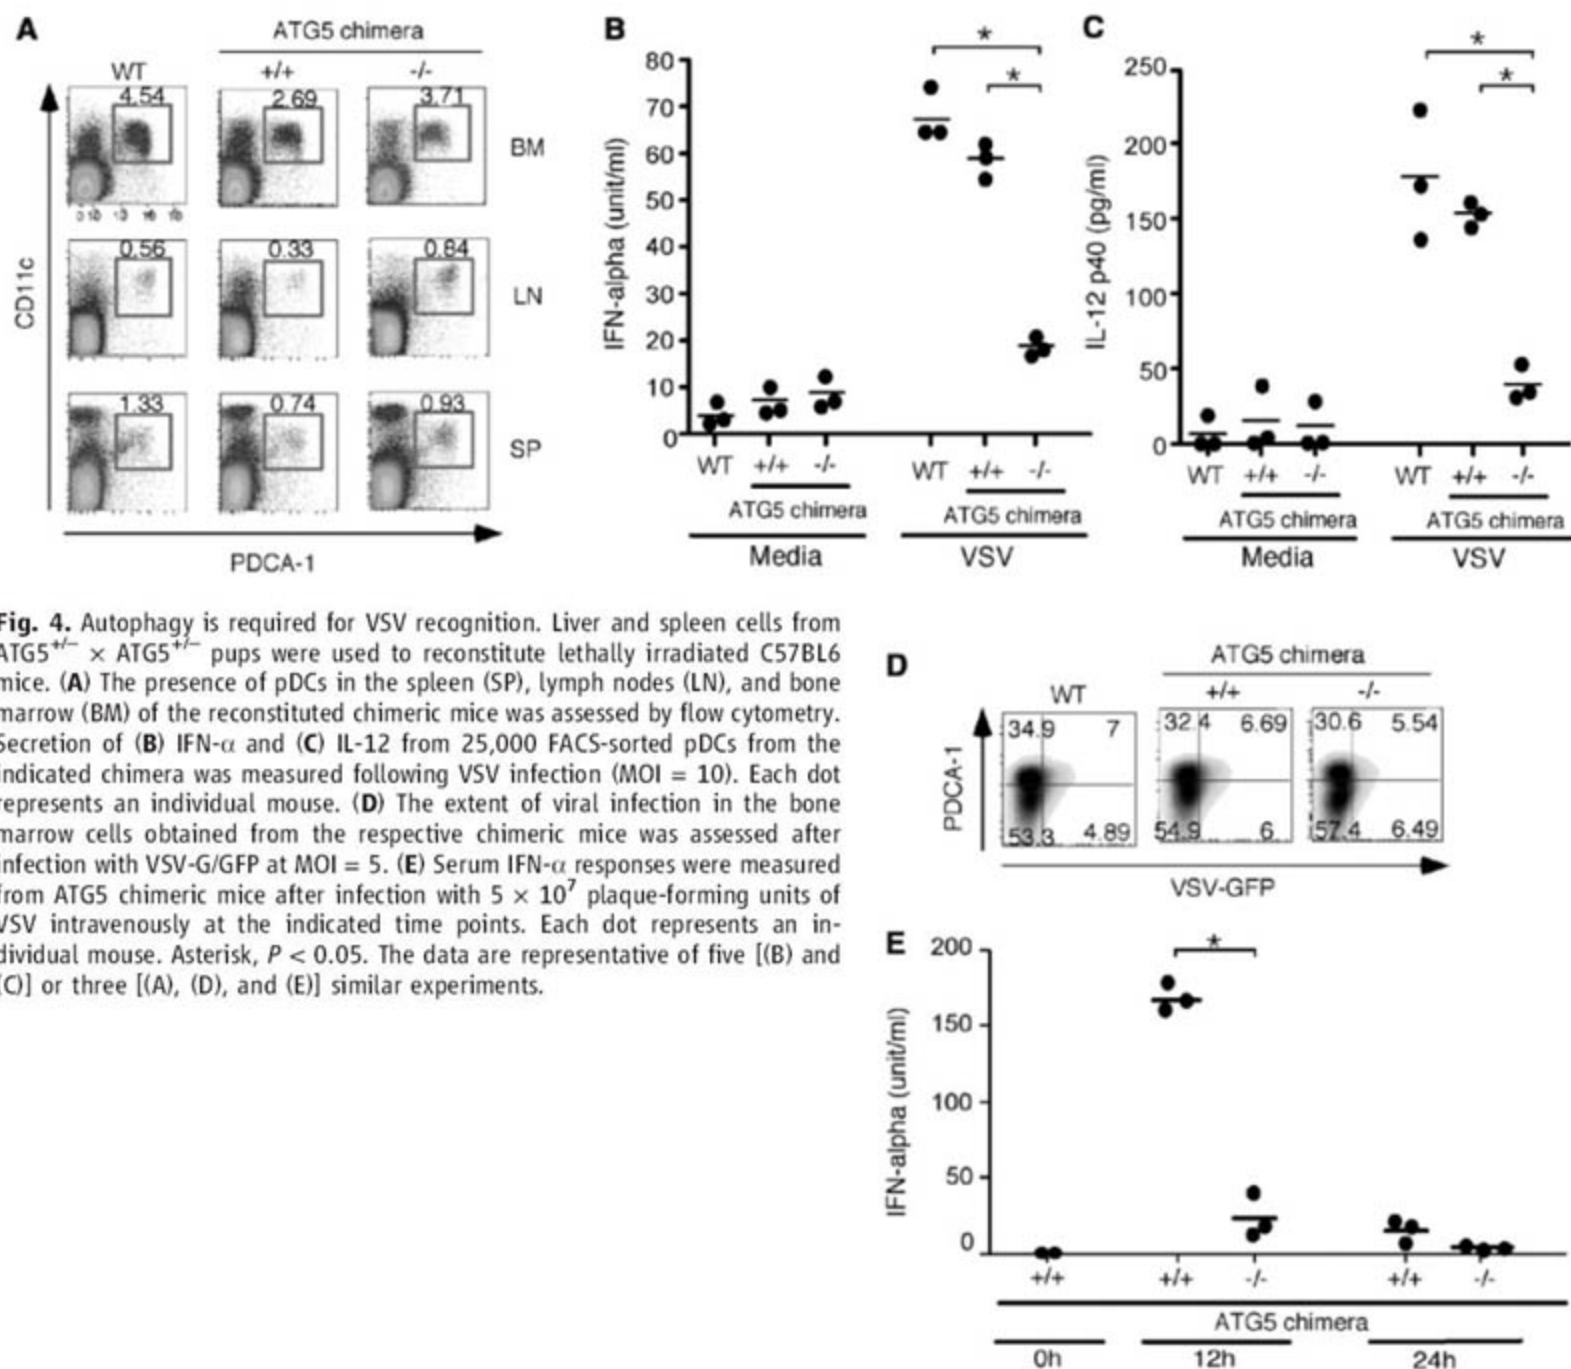 A
ATG5 chimera
WT
+/+
-/-
4.54
2.69
3.71
BM
0.56
0.33
0.84
LN
1.33
0.74
0.93
SP
CD11c
PDCA-1
B
IFN-alpha (unit/ml)
80
70
60
50
40
30
20
10
0
*
*
WT +/+ -/- WT +/+ -/-
ATG5 chimera ATG5 chimera
Media VSV
C
IL-12 p40 (pg/ml)
250
200
150
100
50
0
*
*
WT +/+ -/- WT +/+ -/-
ATG5 chimera ATG5 chimera
Media VSV
Fig. 4. Autophagy is required for VSV recognition. Liver and spleen cells from
ATG5+/– × ATG5+/– pups were used to reconstitute lethally irradiated C57BL6
mice. (A) The presence of pDCs in the spleen (SP), lymph nodes (LN), and bone
marrow (BM) of the reconstituted chimeric mice was assessed by flow cytometry.
Secretion of (B) IFN-α and (C) IL-12 from 25,000 FACS-sorted pDCs from the
indicated chimera was measured following VSV infection (MOI = 10). Each dot
represents an individual mouse. (D) The extent of viral infection in the bone
marrow cells obtained from the respective chimeric mice was assessed after
infection with VSV-G/GFP at MOI = 5. (E) Serum IFN-α responses were measured
from ATG5 chimeric mice after infection with 5 × 10⁷ plaque-forming units of
VSV intravenously at the indicated time points. Each dot represents an in-
dividual mouse. Asterisk, P < 0.05. The data are representative of five [(B) and
(C)] or three [(A), (D), and (E)] similar experiments.
D
ATG5 chimera
WT
+/+
-/-
34.9 7
32.4 6.69
30.6 5.54
53.3 4.89
54.9 6
57.4 6.49
PDCA-1
VSV-GFP
E
IFN-alpha (unit/ml)
200
150
100
50
0
*
+/+ +/+ -/- +/+ -/-
ATG5 chimera
0h 12h 24h